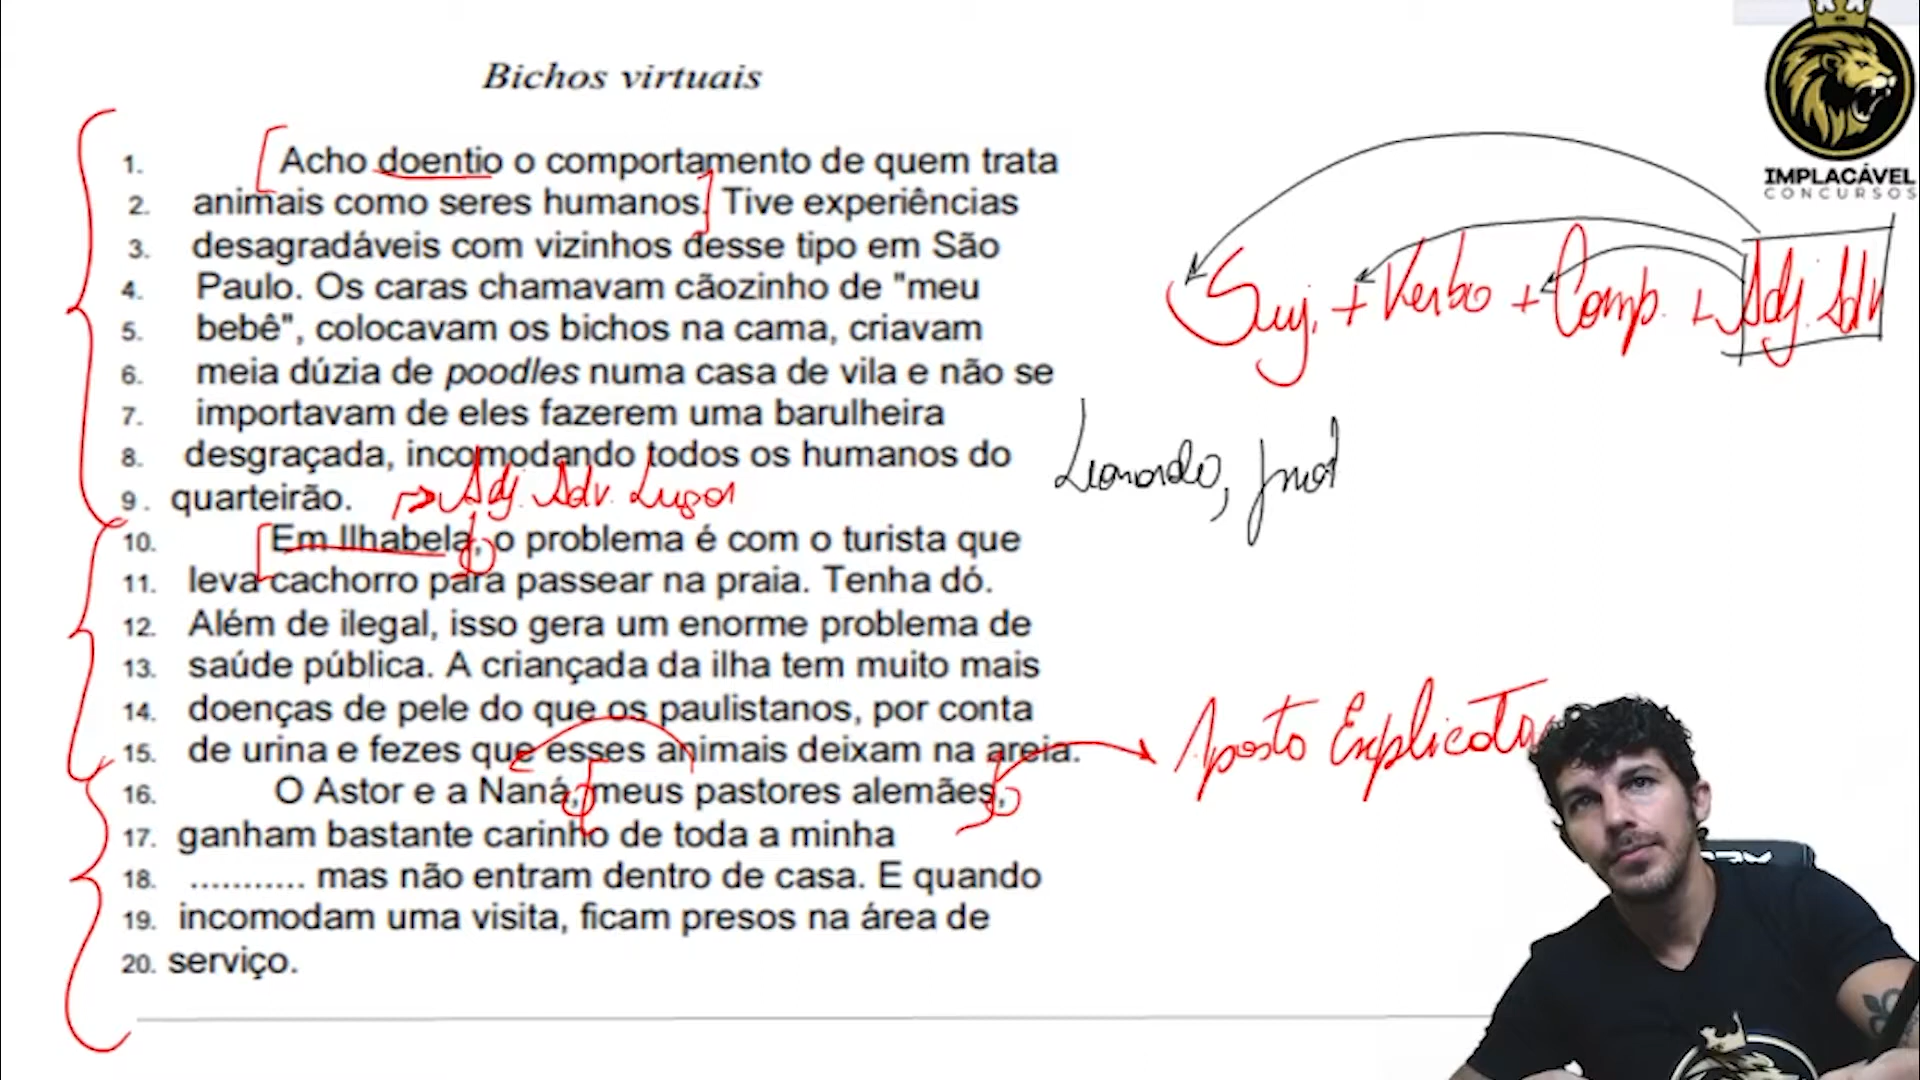 Bichos virtuais
IMPLACÁVEL
CONCURSOS
1. Acho doentio o comportamento de quem trata
2. animais como seres humanos. Tive experiências
3. desagradáveis com vizinhos desse tipo em São
4. Paulo. Os caras chamavam cãozinho de "meu
5. bebê", colocavam os bichos na cama, criavam
6. meia dúzia de poodles numa casa de vila e não se
7. importavam de eles fazerem uma barulheira
8. desgraçada, incomodando todos os humanos do
9. quarteirão.
10. Em Ilhabela, o problema é com o turista que
11. leva cachorro para passear na praia. Tenha dó.
12. Além de ilegal, isso gera um enorme problema de
13. saúde pública. A criançada da ilha tem muito mais
14. doenças de pele do que os paulistanos, por conta
15. de urina e fezes que esses animais deixam na areia.
16. O Astor e a Naná, meus pastores alemães,
17. ganham bastante carinho de toda a minha
18. ........... mas não entram dentro de casa. E quando
19. incomodam uma visita, ficam presos na área de
20. serviço.
Suj. + Verbo + Comp. + Adj. Adv
Leonardo,
Adj. Adv. Lugar
Aposto Explicativo